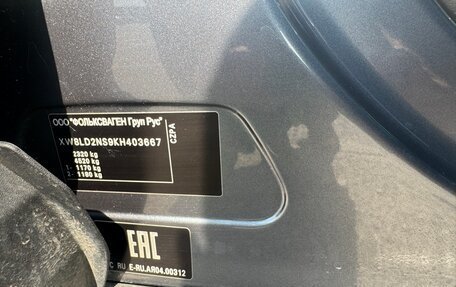 ООО "ФОЛЬКСВАГЕН Груп Рус"
XW8LD2NS9KH403667
2320 kg
4620 kg
1- 1170 kg
2- 1180 kg
CZPA
EAC
C RU E-RU.AR04.00312